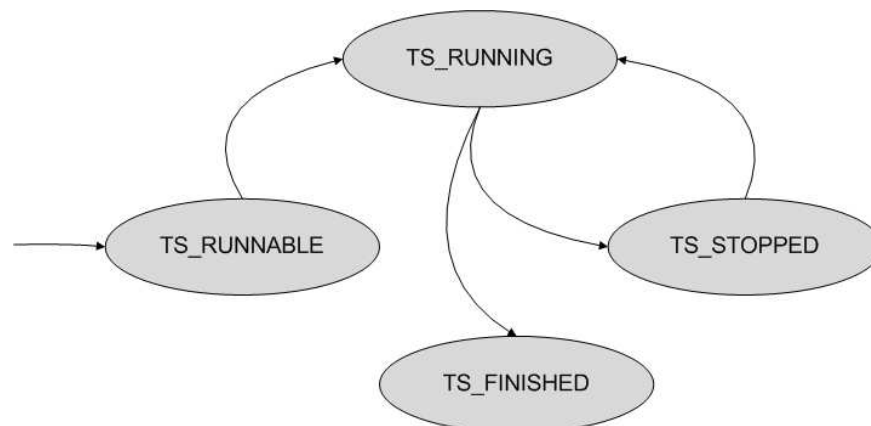 TS_RUNNING
TS_RUNNABLE
TS_STOPPED
TS_FINISHED